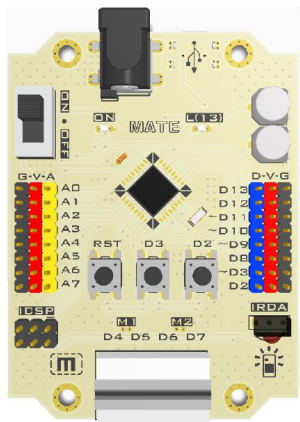 ON
OFF
ON
L(13)
MATE
G-V-A
D-V-G
A0
A1
A2
A3
A4
A5
A6
A7
D13
D12
~D11
~D10
~D9
D8
~D3
D2
RST
D3
D2
ICSP
M1
M2
D4 D5 D6 D7
IRDA
m